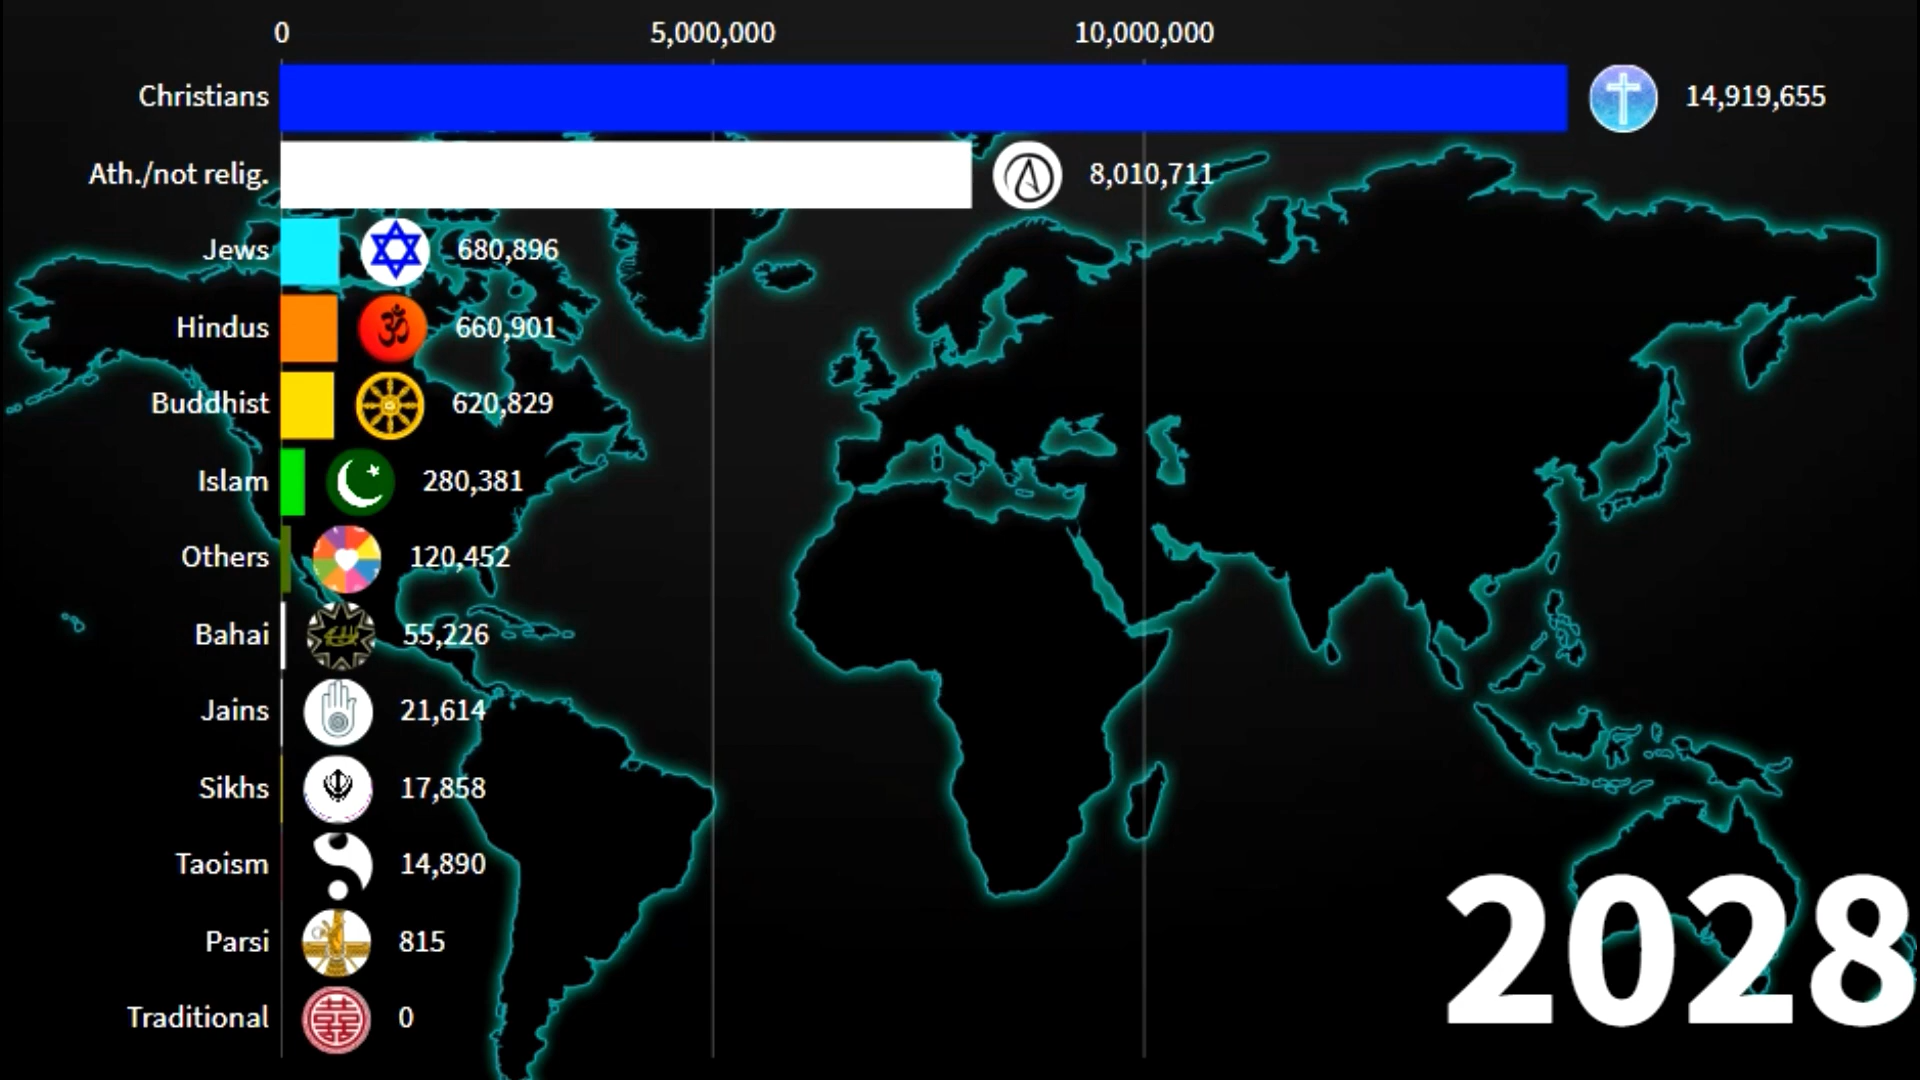 0 5,000,000 10,000,000
Christians 14,919,655
Ath./not relig. 8,010,711
Jews 680,896
Hindus 660,901
Buddhist 620,829
Islam 280,381
Others 120,452
Bahai 55,226
Jains 21,614
Sikhs 17,858
Taoism 14,890
Parsi 815
Traditional 0
2028